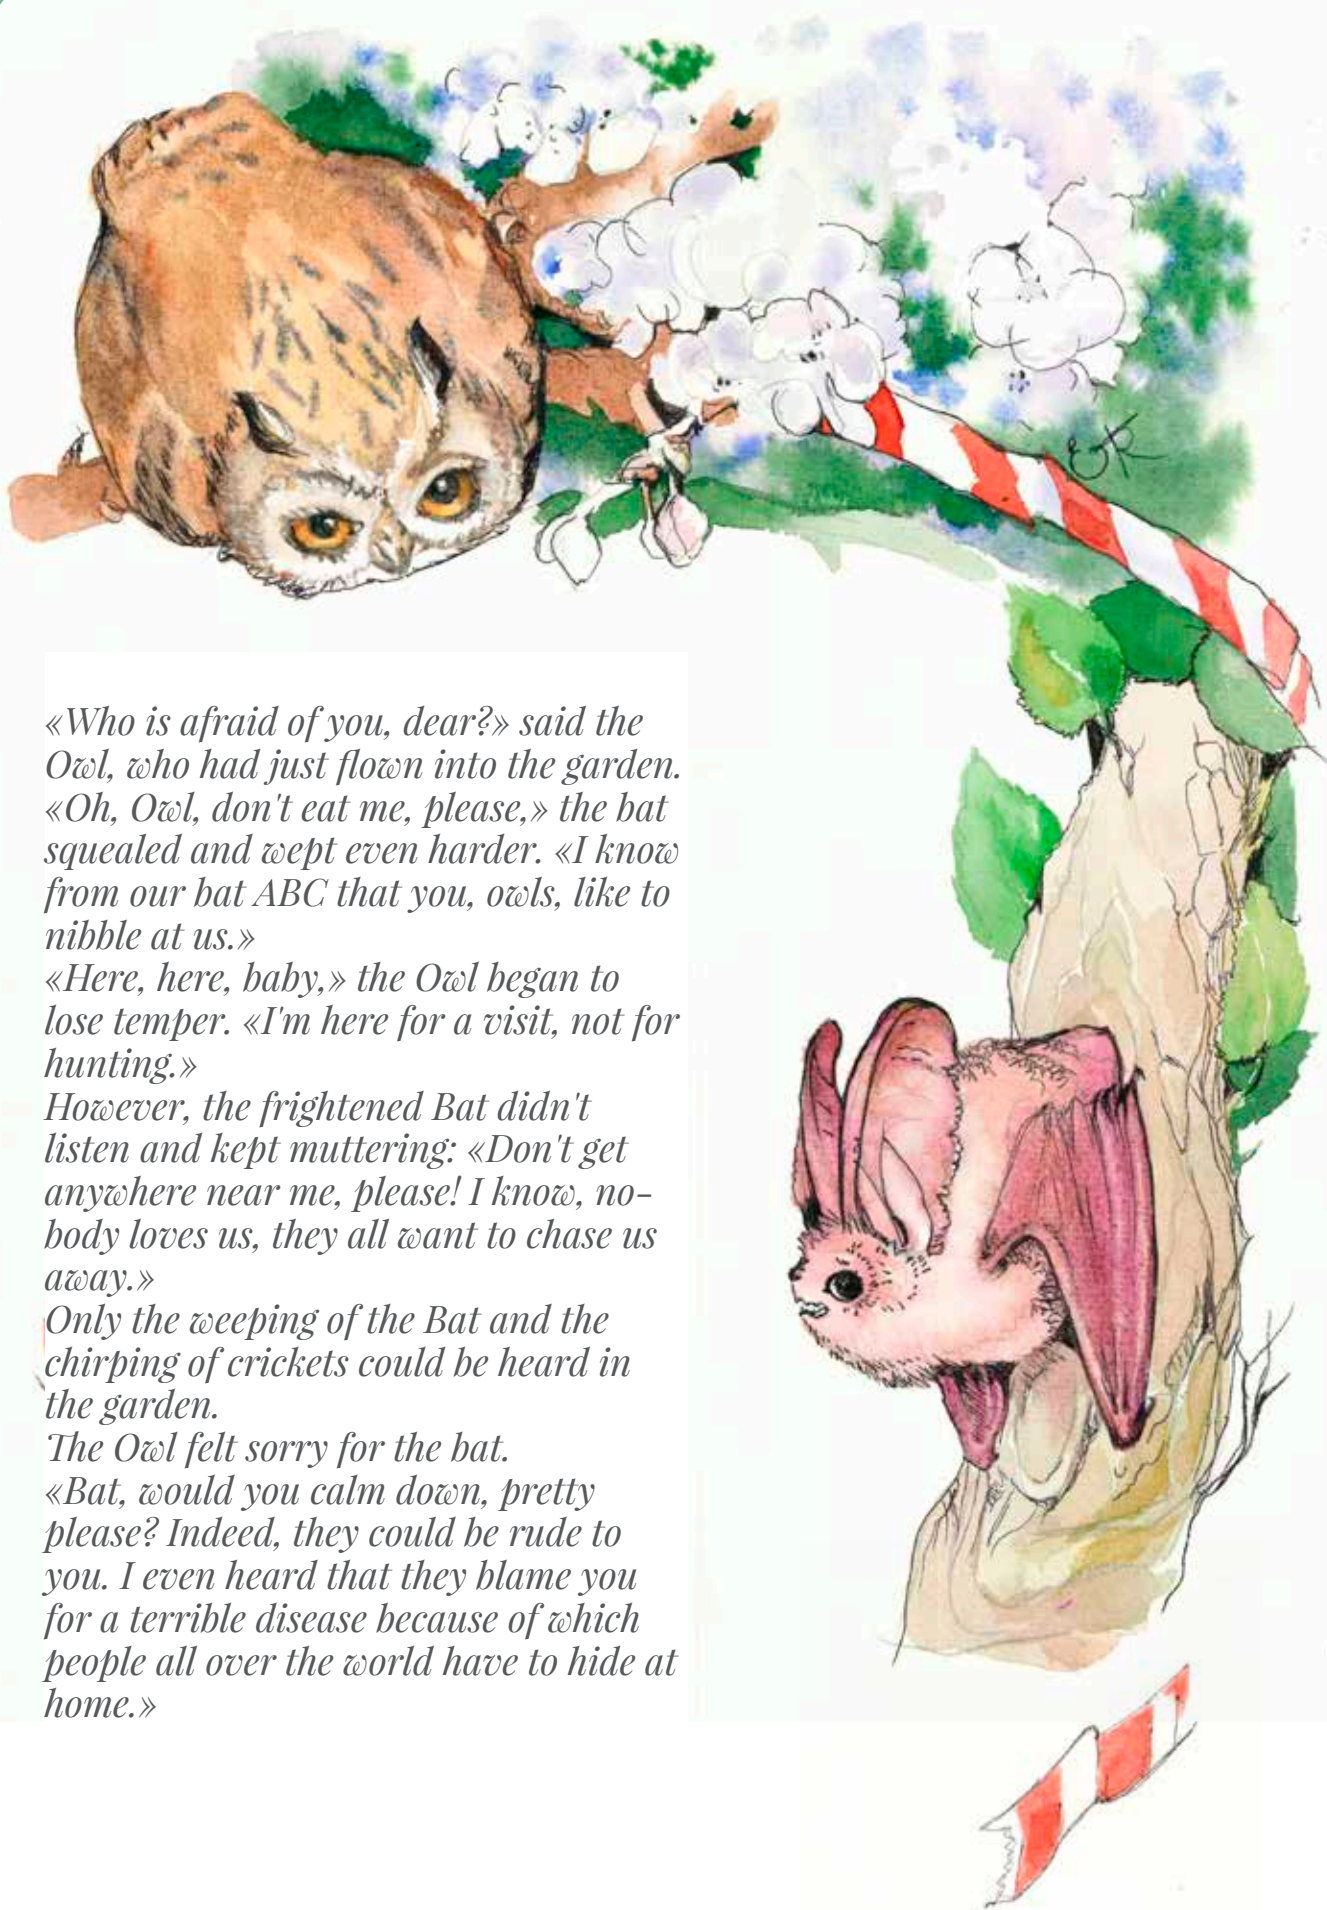 «Who is afraid of you, dear?» said the
Owl, who had just flown into the garden.
«Oh, Owl, don't eat me, please,» the bat
squealed and wept even harder. «I know
from our bat ABC that you, owls, like to
nibble at us.»
«Here, here, baby,» the Owl began to
lose temper. «I'm here for a visit, not for
hunting.»
However, the frightened Bat didn't
listen and kept muttering: «Don't get
anywhere near me, please! I know, no-
body loves us, they all want to chase us
away.»
Only the weeping of the Bat and the
chirping of crickets could be heard in
the garden.
The Owl felt sorry for the bat.
«Bat, would you calm down, pretty
please? Indeed, they could be rude to
you. I even heard that they blame you
for a terrible disease because of which
people all over the world have to hide at
home.»